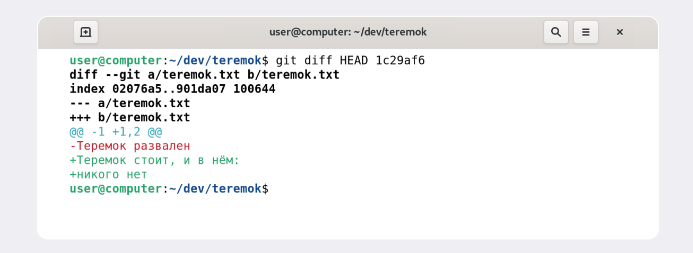 user@computer: ~/dev/teremok
user@computer:~/dev/teremok$ git diff HEAD 1c29af6
diff --git a/teremok.txt b/teremok.txt
index 02076a5..901da07 100644
--- a/teremok.txt
+++ b/teremok.txt
@@ -1 +1,2 @@
-Теремок развален
+Теремок стоит, и в нём:
+никого нет
user@computer:~/dev/teremok$